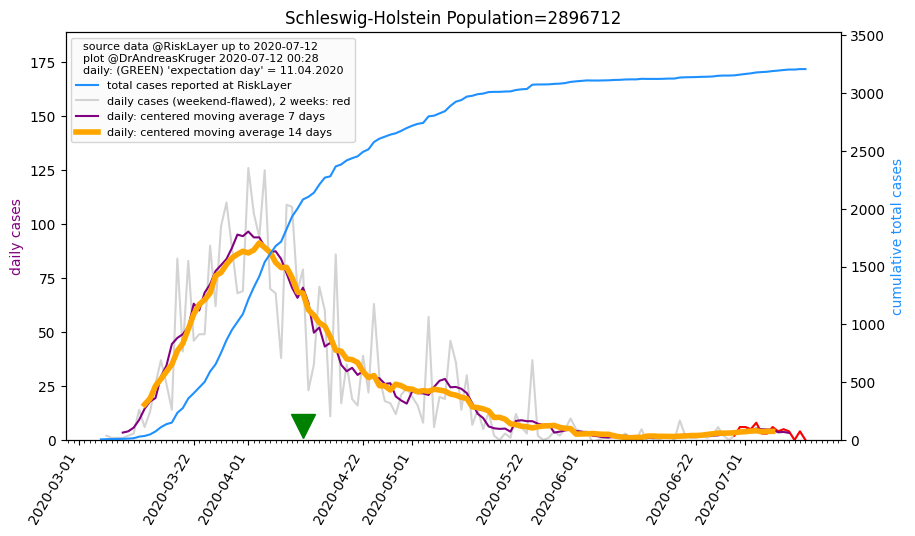 Schleswig-Holstein Population=2896712
source data @RiskLayer up to 2020-07-12
plot @DrAndreasKruger 2020-07-12 00:28
daily: (GREEN) 'expectation day' = 11.04.2020
total cases reported at RiskLayer
daily cases (weekend-flawed), 2 weeks: red
daily: centered moving average 7 days
daily: centered moving average 14 days
daily cases
175
150
125
100
75
50
25
0
3500
3000
2500
2000
1500
1000
500
0
cumulative total cases
2020-03-01
2020-03-22
2020-04-01
2020-04-22
2020-05-01
2020-05-22
2020-06-01
2020-06-22
2020-07-01